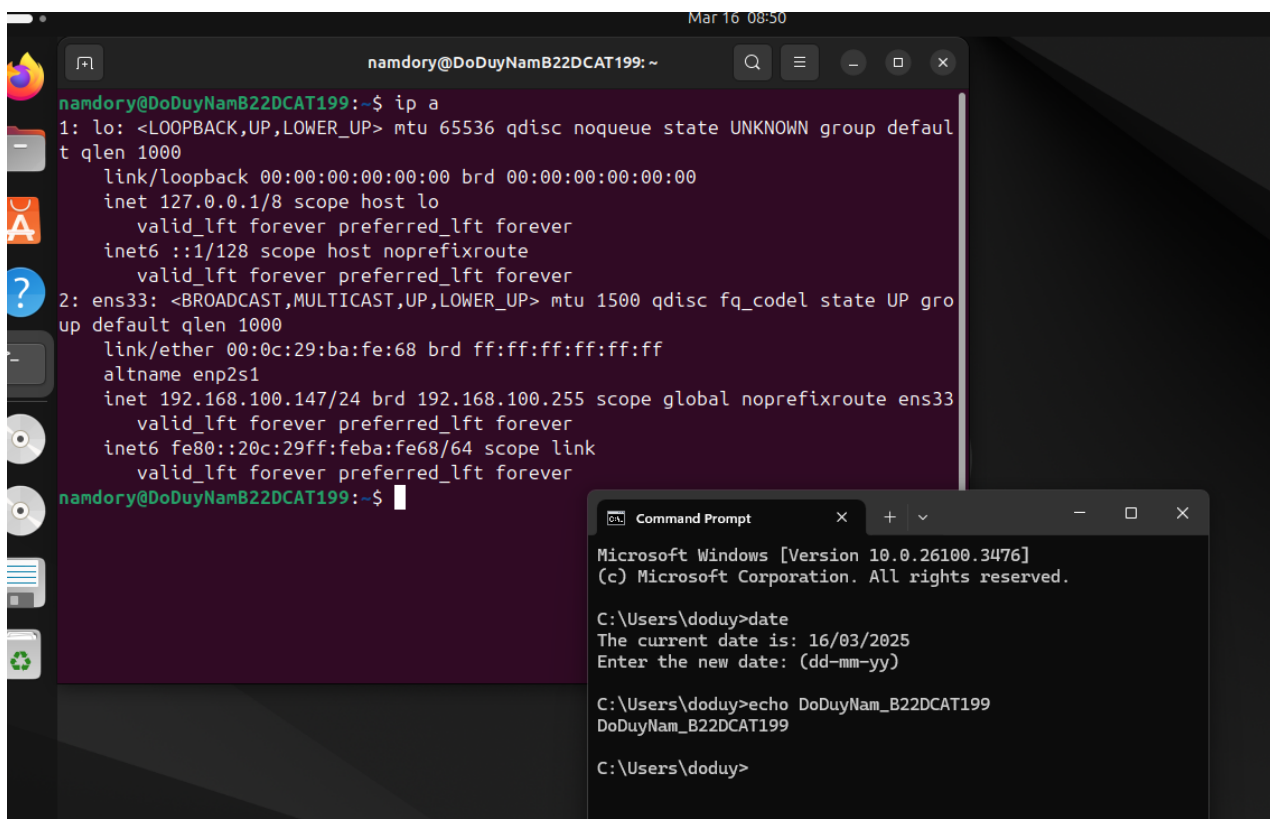 Mar 16 08:50
namdory@DoDuyNamB22DCAT199: ~
namdory@DoDuyNamB22DCAT199:~$ ip a
1: lo: <LOOPBACK,UP,LOWER_UP> mtu 65536 qdisc noqueue state UNKNOWN group defaul
t qlen 1000
    link/loopback 00:00:00:00:00:00 brd 00:00:00:00:00:00
    inet 127.0.0.1/8 scope host lo
       valid_lft forever preferred_lft forever
    inet6 ::1/128 scope host noprefixroute
       valid_lft forever preferred_lft forever
2: ens33: <BROADCAST,MULTICAST,UP,LOWER_UP> mtu 1500 qdisc fq_codel state UP gro
up default qlen 1000
    link/ether 00:0c:29:ba:fe:68 brd ff:ff:ff:ff:ff:ff
    altname enp2s1
    inet 192.168.100.147/24 brd 192.168.100.255 scope global noprefixroute ens33
       valid_lft forever preferred_lft forever
    inet6 fe80::20c:29ff:feba:fe68/64 scope link
       valid_lft forever preferred_lft forever
namdory@DoDuyNamB22DCAT199:~$
Command Prompt
Microsoft Windows [Version 10.0.26100.3476]
(c) Microsoft Corporation. All rights reserved.
C:\Users\doduy>date
The current date is: 16/03/2025
Enter the new date: (dd-mm-yy)
C:\Users\doduy>echo DoDuyNam_B22DCAT199
DoDuyNam_B22DCAT199
C:\Users\doduy>